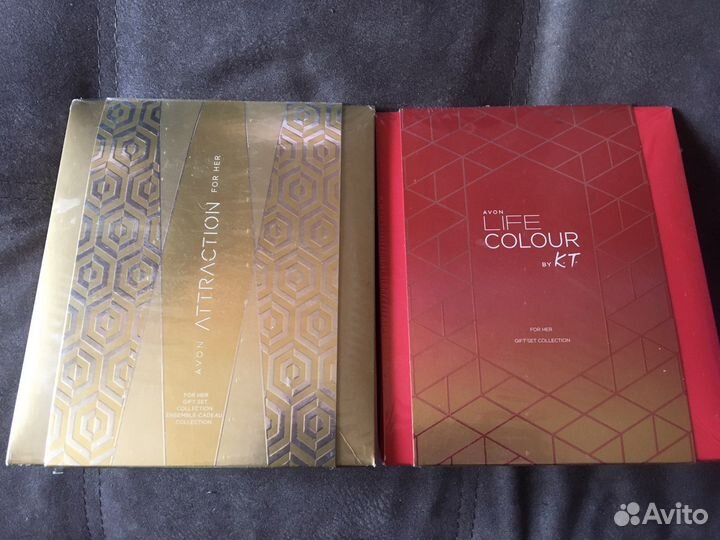 AVON ATTRACTION FOR HER
FOR HER
GIFT SET
COLLECTION
ENSEMBLE-CADEAU
COLLECTION
AVON
LIFE
COLOUR
BY K.T.
FOR HER
GIFT SET COLLECTION
Avito